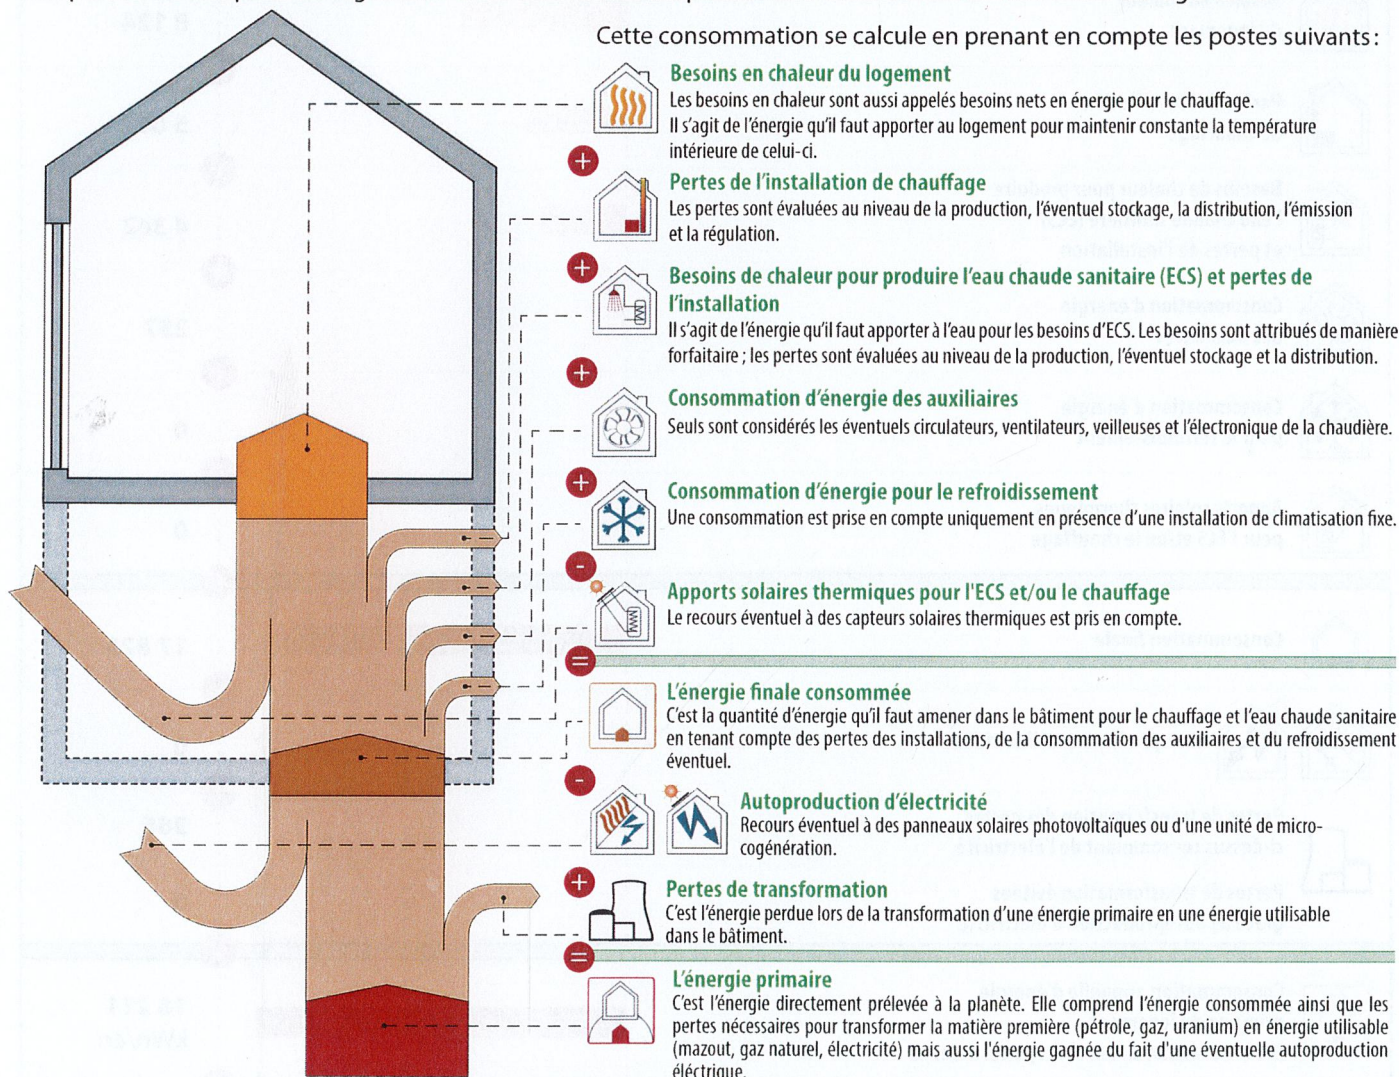 Cette consommation se calcule en prenant en compte les postes suivants :
Besoins en chaleur du logement
Les besoins en chaleur sont aussi appelés besoins nets en énergie pour le chauffage.
Il s'agit de l'énergie qu'il faut apporter au logement pour maintenir constante la température
intérieure de celui-ci.
+
Pertes de l'installation de chauffage
Les pertes sont évaluées au niveau de la production, l'éventuel stockage, la distribution, l'émission
et la régulation.
+
Besoins de chaleur pour produire l'eau chaude sanitaire (ECS) et pertes de
l'installation
Il s'agit de l'énergie qu'il faut apporter à l'eau pour les besoins d'ECS. Les besoins sont attribués de manière
forfaitaire ; les pertes sont évaluées au niveau de la production, l'éventuel stockage et la distribution.
+
Consommation d'énergie des auxiliaires
Seuls sont considérés les éventuels circulateurs, ventilateurs, veilleuses et l'électronique de la chaudière.
+
Consommation d'énergie pour le refroidissement
Une consommation est prise en compte uniquement en présence d'une installation de climatisation fixe.
-
Apports solaires thermiques pour l'ECS et/ou le chauffage
Le recours éventuel à des capteurs solaires thermiques est pris en compte.
=
L'énergie finale consommée
C'est la quantité d'énergie qu'il faut amener dans le bâtiment pour le chauffage et l'eau chaude sanitaire
en tenant compte des pertes des installations, de la consommation des auxiliaires et du refroidissement
éventuel.
-
Autoproduction d'électricité
Recours éventuel à des panneaux solaires photovoltaïques ou d'une unité de micro-
cogénération.
+
Pertes de transformation
C'est l'énergie perdue lors de la transformation d'une énergie primaire en une énergie utilisable
dans le bâtiment.
=
L'énergie primaire
C'est l'énergie directement prélevée à la planète. Elle comprend l'énergie consommée ainsi que les
pertes nécessaires pour transformer la matière première (pétrole, gaz, uranium) en énergie utilisable
(mazout, gaz naturel, électricité) mais aussi l'énergie gagnée du fait d'une éventuelle autoproduction
éléctrique.